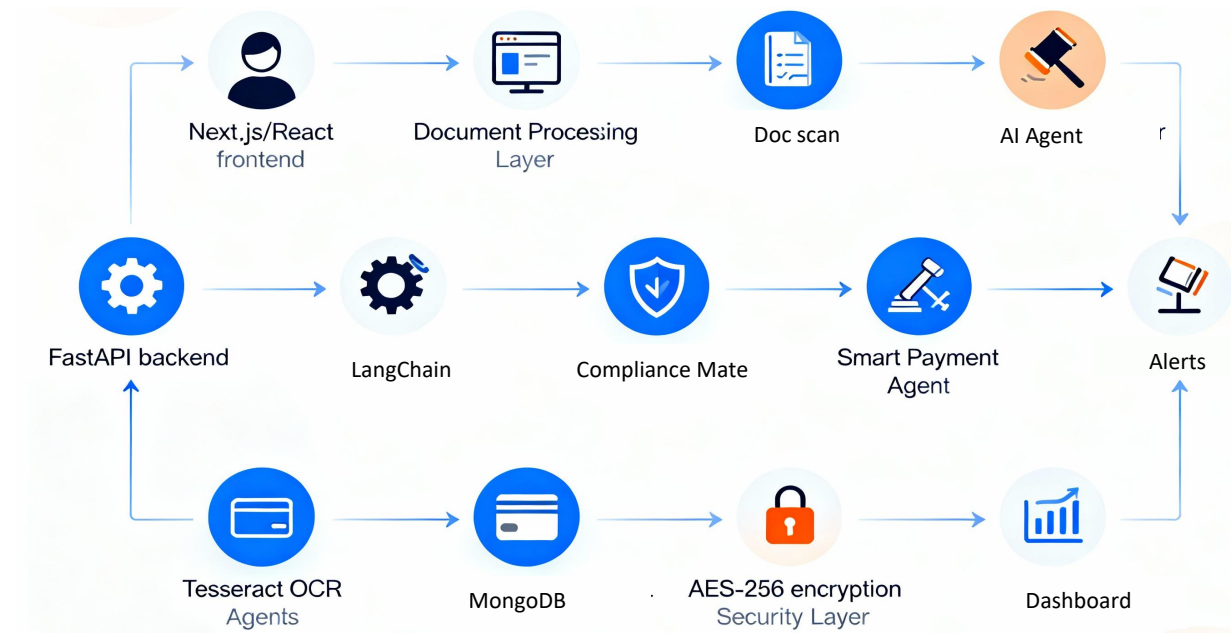 Next.js/React
frontend
Document Processing
Layer
Doc scan
AI Agent
r
FastAPI backend
LangChain
Compliance Mate
Smart Payment
Agent
Alerts
Tesseract OCR
Agents
MongoDB
.
AES-256 encryption
Security Layer
Dashboard